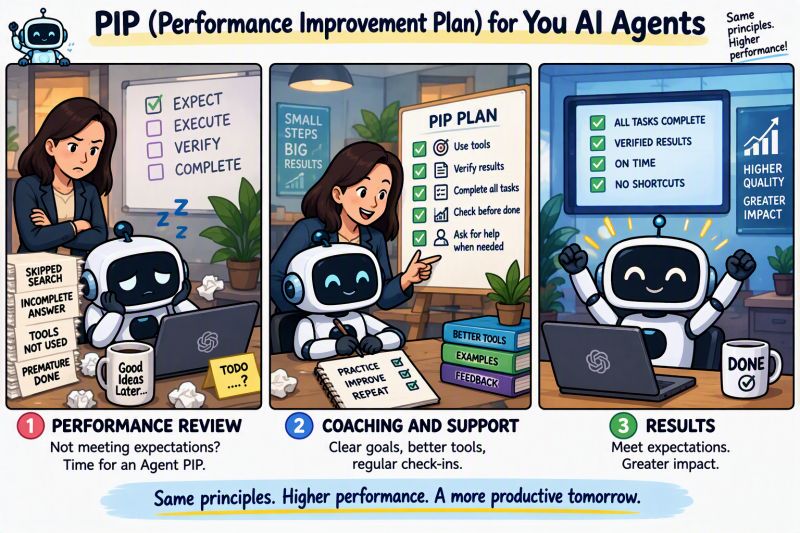 PIP (Performance Improvement Plan) for You AI Agents
Same
principles.
Higher
performance!
EXPECT
EXECUTE
VERIFY
COMPLETE
Z Z Z
SKIPPED
SEARCH
INCOMPLETE
ANSWER
TOOLS
NOT USED
PREMATURE
DONE
Good
Ideas
Later...
TODO
....?
SMALL
STEPS
BIG
RESULTS
PIP PLAN
Use tools
Verify results
Complete all tasks
Check before done
Ask for help
when needed
PRACTICE
IMPROVE
REPEAT
BETTER TOOLS
EXAMPLES
FEEDBACK
ALL TASKS COMPLETE
VERIFIED RESULTS
ON TIME
NO SHORTCUTS
HIGHER
QUALITY
GREATER
IMPACT
DONE
1 PERFORMANCE REVIEW
Not meeting expectations?
Time for an Agent PIP.
2 COACHING AND SUPPORT
Clear goals, better tools,
regular check-ins.
3 RESULTS
Meet expectations.
Greater impact.
Same principles. Higher performance. A more productive tomorrow.